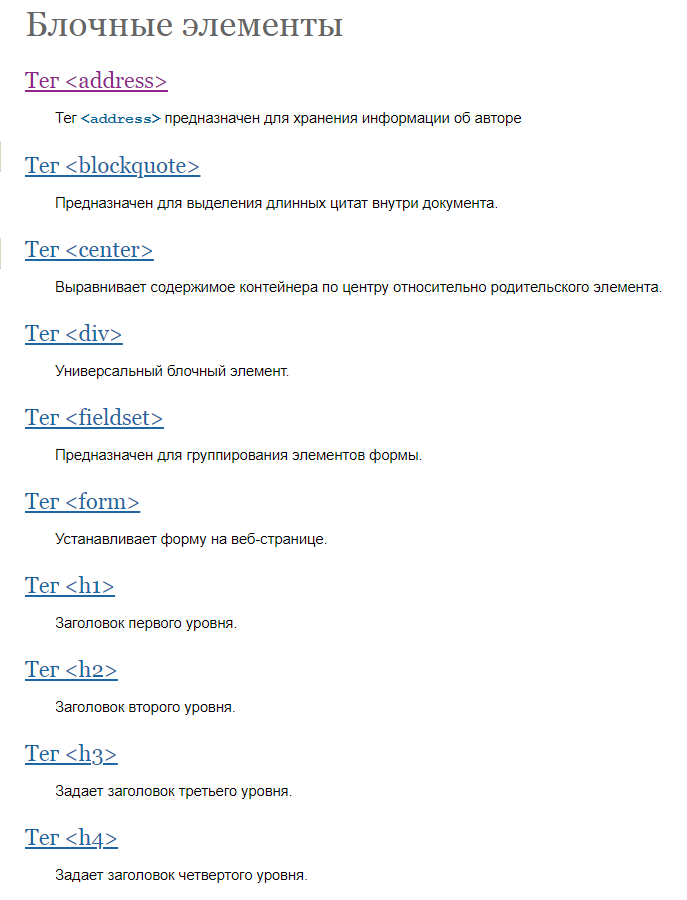 Блочные элементы
Тег <address>
Тег <address> предназначен для хранения информации об авторе
Тег <blockquote>
Предназначен для выделения длинных цитат внутри документа.
Тег <center>
Выравнивает содержимое контейнера по центру относительно родительского элемента.
Тег <div>
Универсальный блочный элемент.
Тег <fieldset>
Предназначен для группирования элементов формы.
Тег <form>
Устанавливает форму на веб-странице.
Тег <h1>
Заголовок первого уровня.
Тег <h2>
Заголовок второго уровня.
Тег <h3>
Задает заголовок третьего уровня.
Тег <h4>
Задает заголовок четвертого уровня.